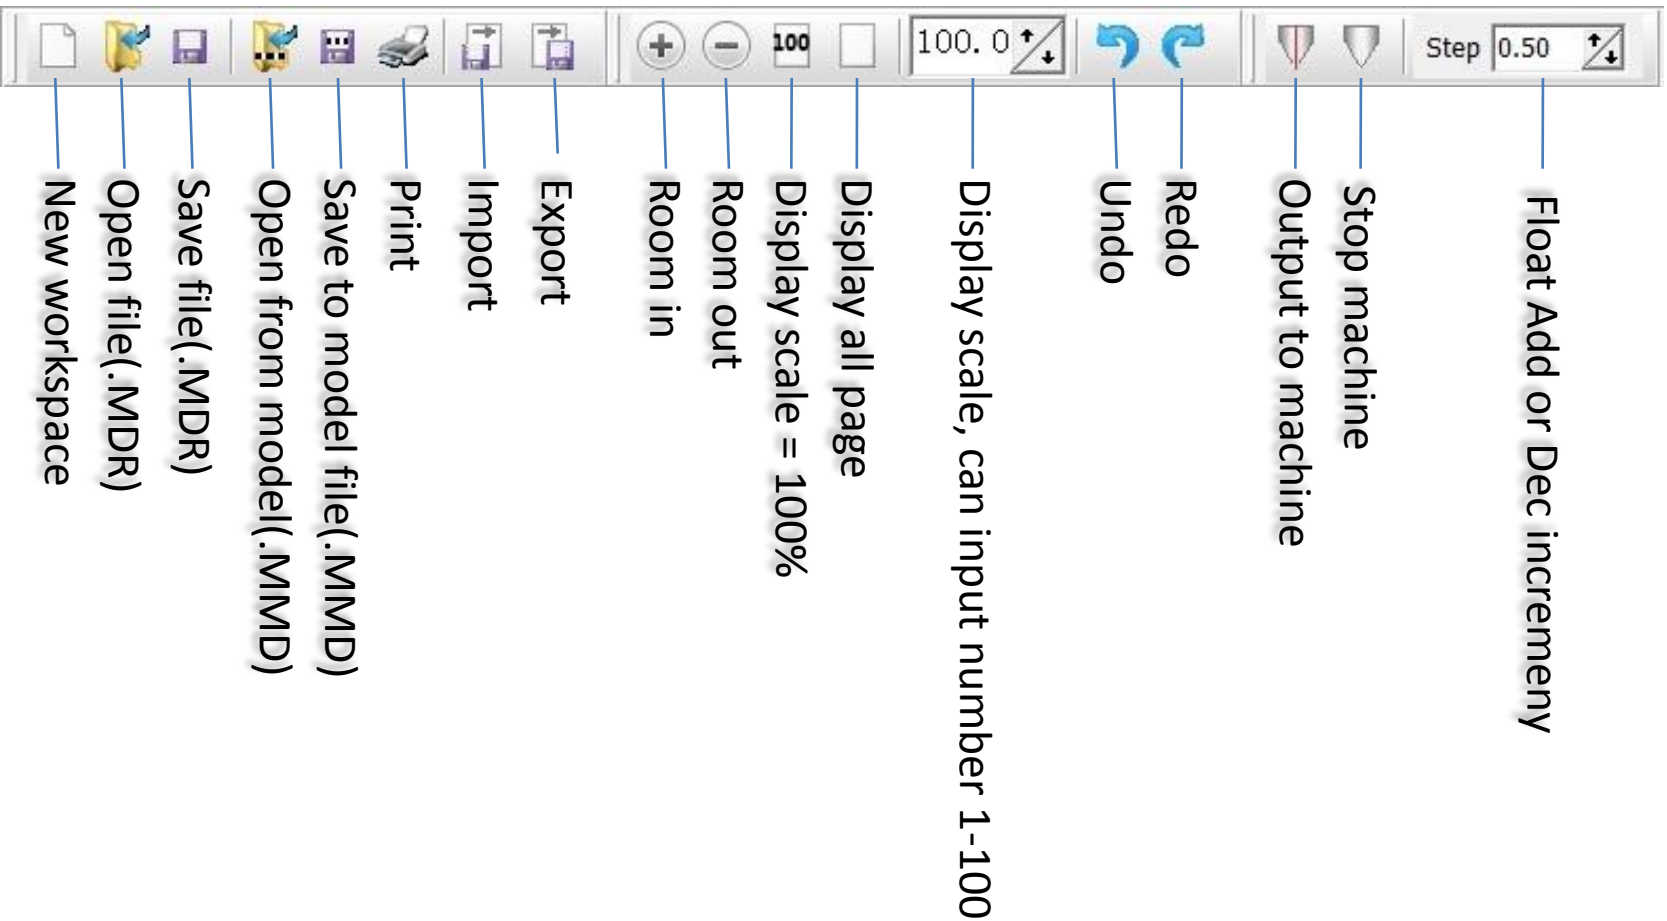 100
100.0
Step 0.50
New workspace
Open file(.MDR)
Save file(.MDR)
Open from model(.MMD)
Save to model file(.MMD)
Print
Import
Export
Room in
Room out
Display scale = 100%
Display all page
Display scale, can input number 1-100
Undo
Redo
Output to machine
Stop machine
Float Add or Dec incremeny